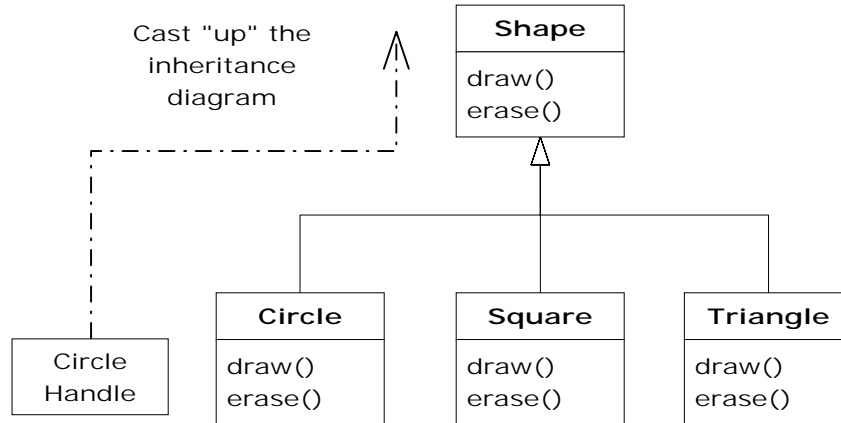 Cast "up" the
inheritance
diagram
Shape
draw()
erase()
Circle
Handle
Circle
draw()
erase()
Square
draw()
erase()
Triangle
draw()
erase()